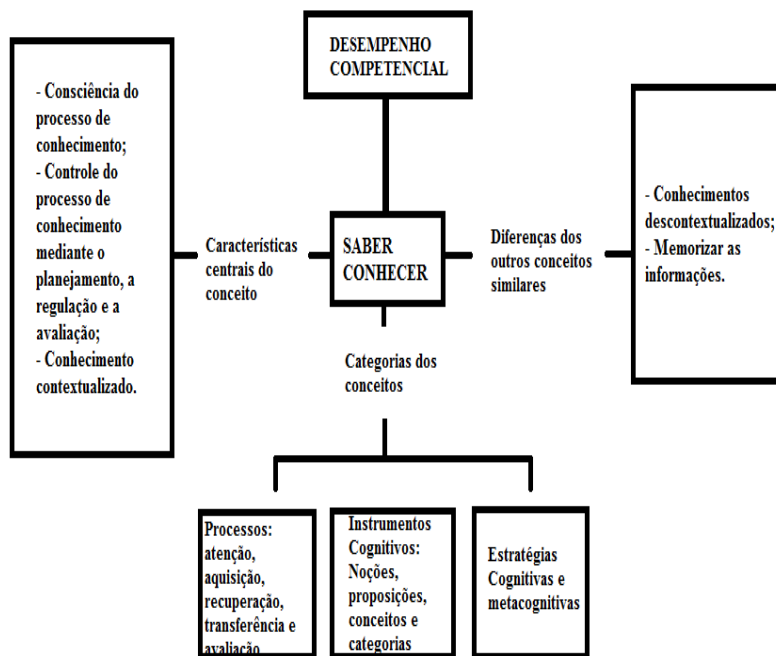 DESEMPENHO
COMPETENCIAL
- Consciência do
processo de
conhecimento;
- Controle do
processo de
conhecimento
mediante o
planejamento, a
regulação e a
avaliação;
- Conhecimento
contextualizado.
Características
centrais do
conceito
SABER
CONHECER
Diferenças dos
outros conceitos
similares
- Conhecimentos
descontextualizados;
- Memorizar as
informações.
Categorias dos
conceitos
Processos:
atenção,
aquisição,
recuperação,
transferência e
avaliação
Instrumentos
Cognitivos:
Noções,
proposições,
conceitos e
categorias
Estratégias
Cognitivas e
metacognitivas